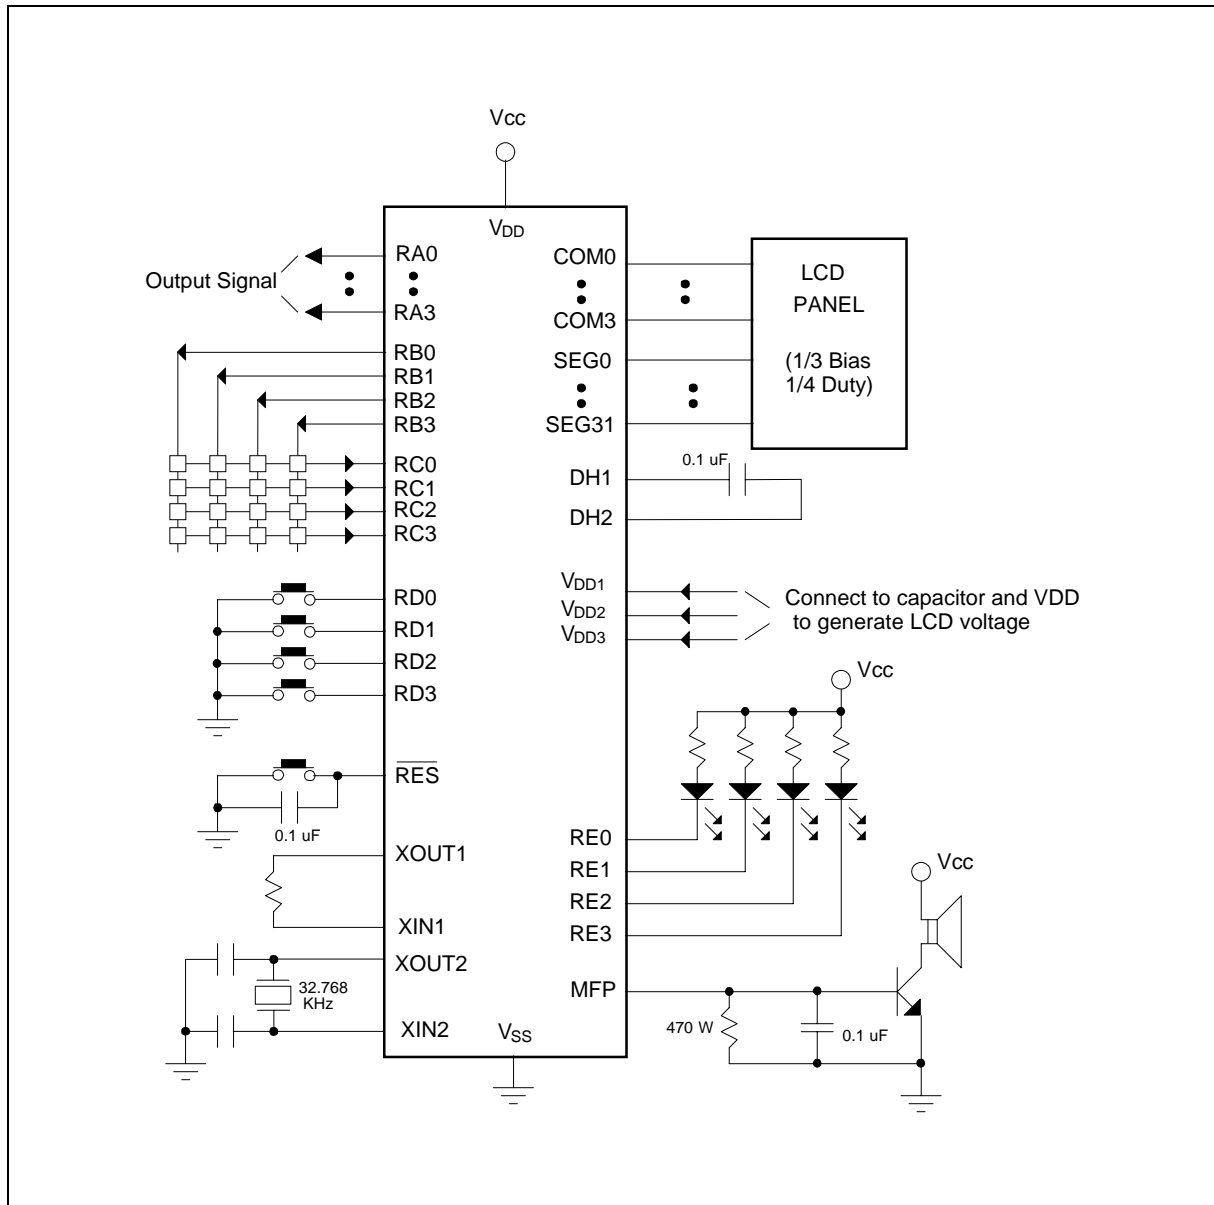 Vcc
VDD
Output Signal
RA0
RA3
RB0
RB1
RB2
RB3
RC0
RC1
RC2
RC3
RD0
RD1
RD2
RD3
RES
0.1 uF
XOUT1
XIN1
XOUT2
32.768
KHz
XIN2
VSS
COM0
COM3
SEG0
SEG31
LCD
PANEL
(1/3 Bias
1/4 Duty)
DH1
0.1 uF
DH2
VDD1
VDD2
VDD3
Connect to capacitor and VDD
to generate LCD voltage
Vcc
RE0
RE1
RE2
RE3
Vcc
MFP
470 W
0.1 uF